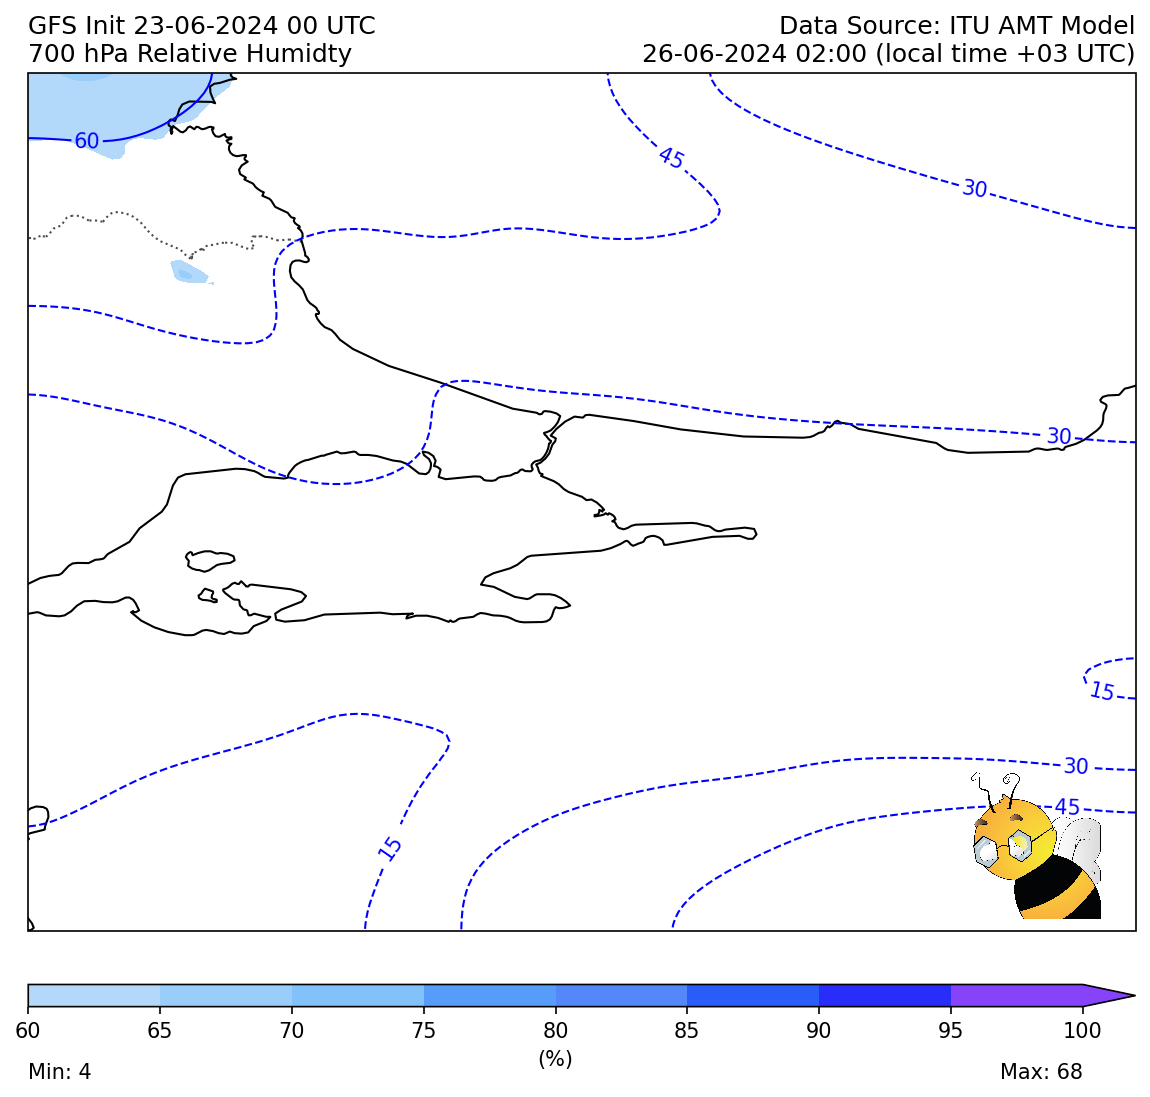 GFS Init 23-06-2024 00 UTC
Data Source: ITU AMT Model
700 hPa Relative Humidty
26-06-2024 02:00 (local time +03 UTC)
60
45
30
30
15
30
45
15
60 65 70 75 80 85 90 95 100
(%)
Min: 4
Max: 68